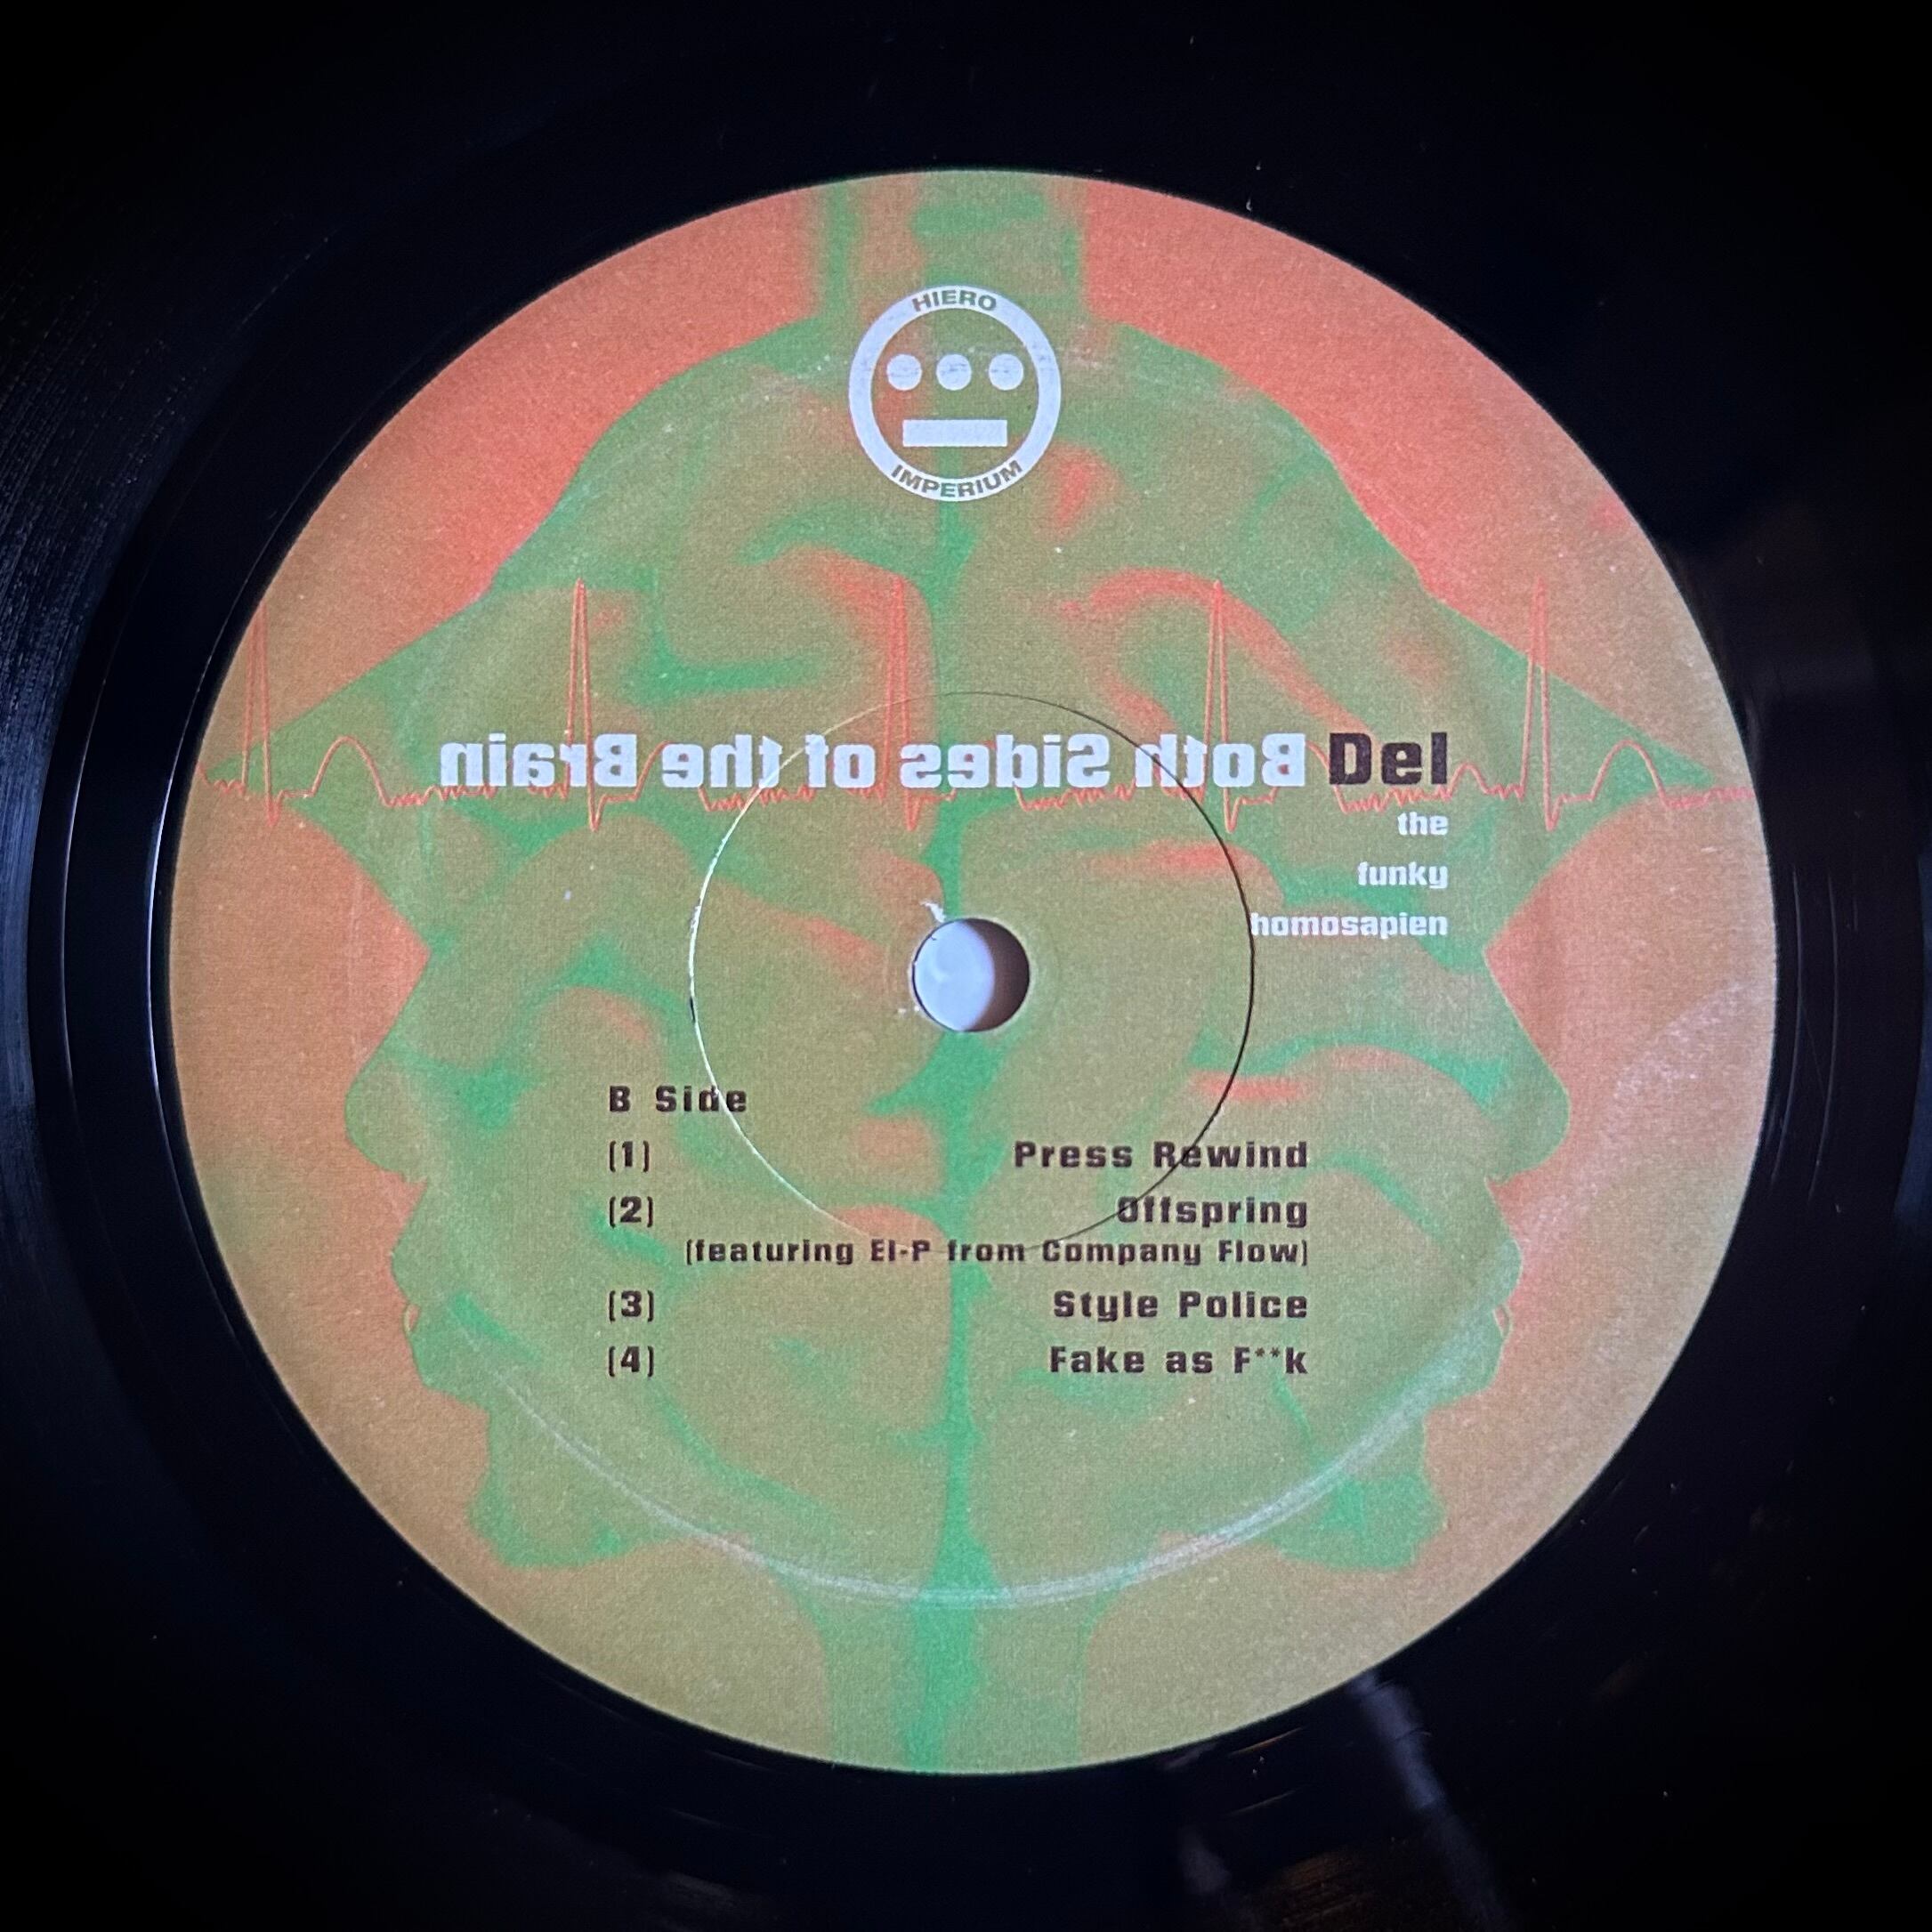 HIERO
IMPERIUM
Both Sides of the Brain Del
the
funky
homosapien
B Side
(1) Press Rewind
(2) Offspring
(featuring El-P from Company Flow)
(3) Style Police
(4) Fake as F**k